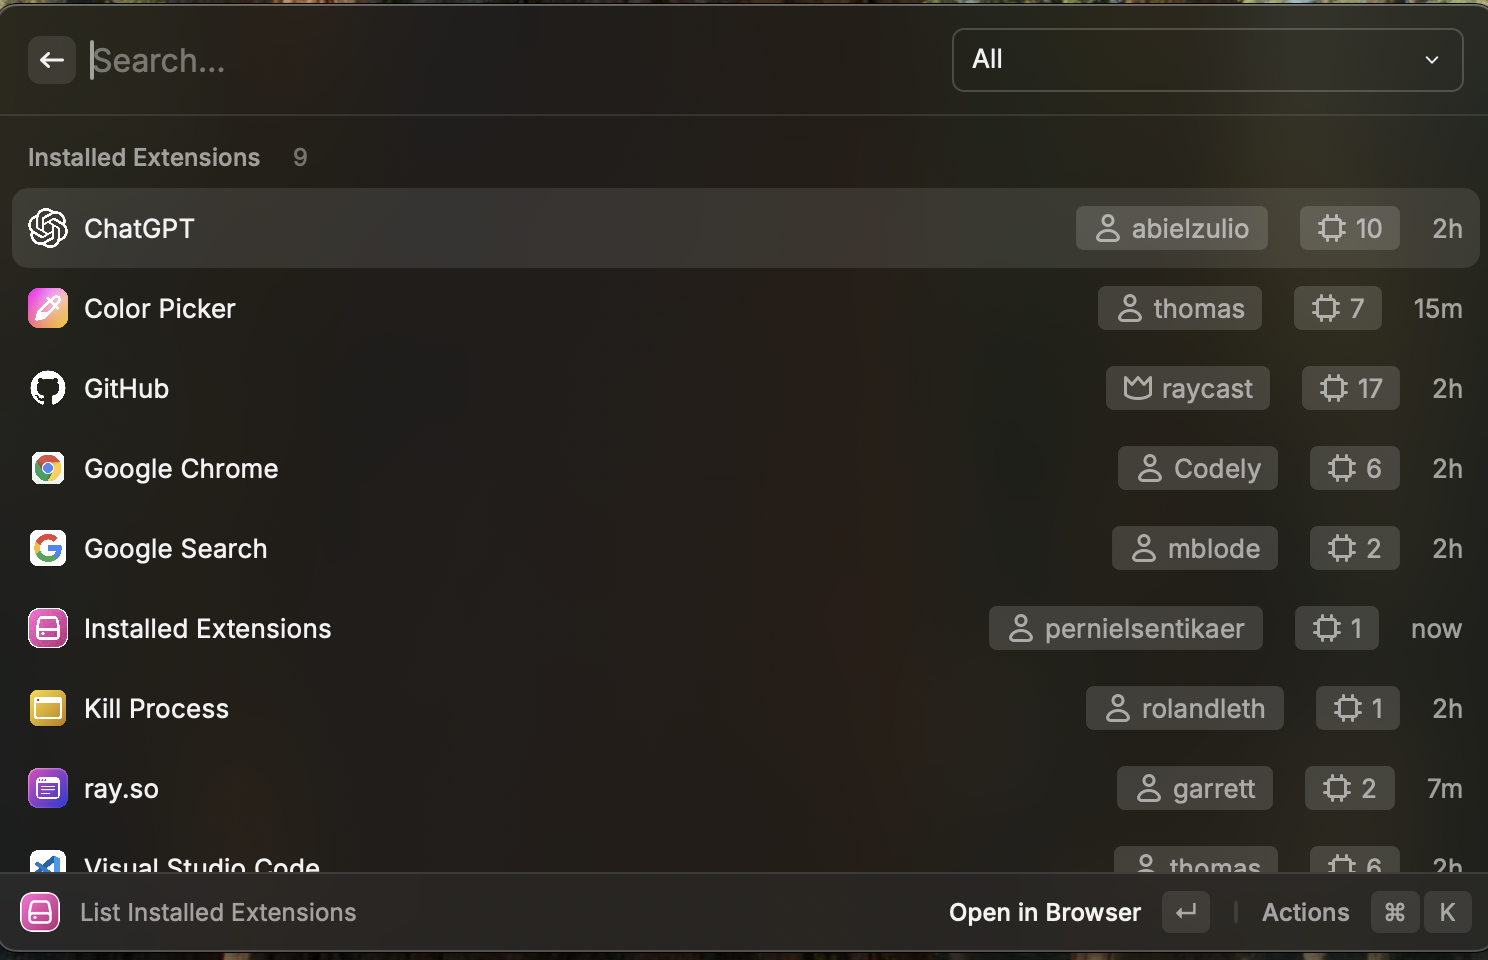 Search...
All
Installed Extensions 9
ChatGPT abielzulio 10 2h
Color Picker thomas 7 15m
GitHub raycast 17 2h
Google Chrome Codely 6 2h
Google Search mblode 2 2h
Installed Extensions pernielsentikaer 1 now
Kill Process rolandleth 1 2h
ray.so garrett 2 7m
Visual Studio Code thomas 6 2h
List Installed Extensions Open in Browser ↵ Actions ⌘ K